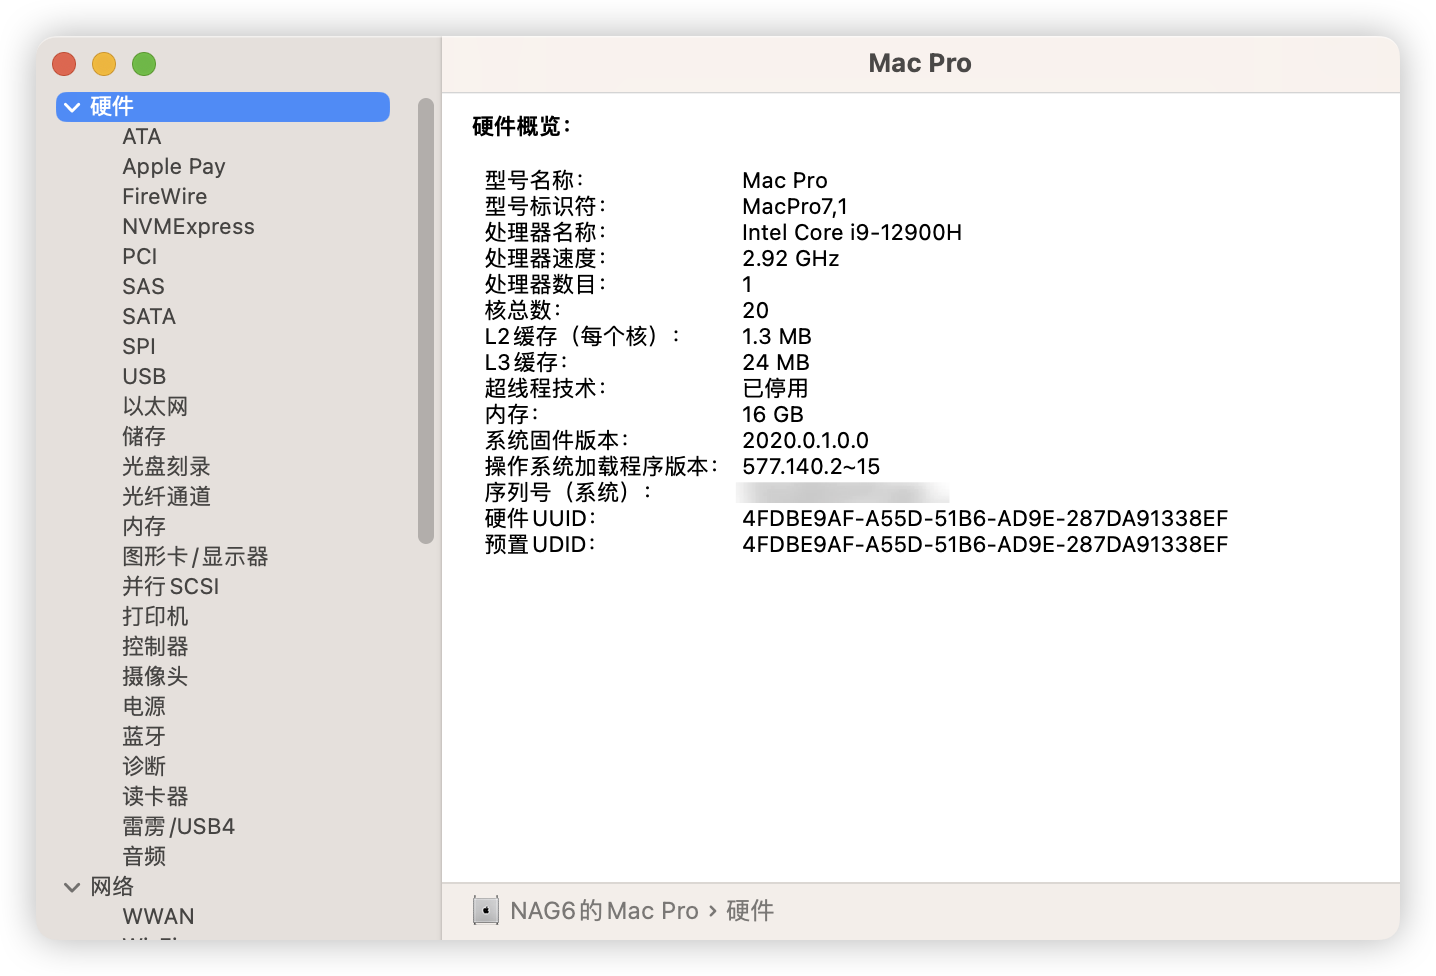 Mac Pro
硬件
ATA
Apple Pay
FireWire
NVMExpress
PCI
SAS
SATA
SPI
USB
以太网
储存
光盘刻录
光纤通道
内存
图形卡/显示器
并行SCSI
打印机
控制器
摄像头
电源
蓝牙
诊断
读卡器
雷雳/USB4
音频
网络
WWAN
硬件概览：
型号名称： Mac Pro
型号标识符： MacPro7,1
处理器名称： Intel Core i9-12900H
处理器速度： 2.92 GHz
处理器数目： 1
核总数： 20
L2缓存（每个核）： 1.3 MB
L3缓存： 24 MB
超线程技术： 已停用
内存： 16 GB
系统固件版本： 2020.0.1.0.0
操作系统加载程序版本： 577.140.2~15
序列号（系统）：
硬件UUID： 4FDBE9AF-A55D-51B6-AD9E-287DA91338EF
预置UDID： 4FDBE9AF-A55D-51B6-AD9E-287DA91338EF
NAG6的Mac Pro › 硬件